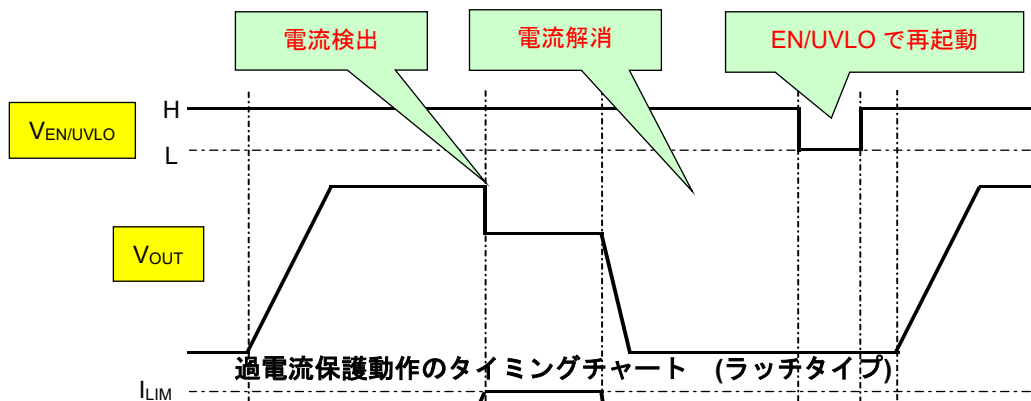 電流検出
電流解消
EN/UVLO で再起動
VEN/UVLO
H
L
VOUT
過電流保護動作のタイミングチャート (ラッチタイプ)
ILIM